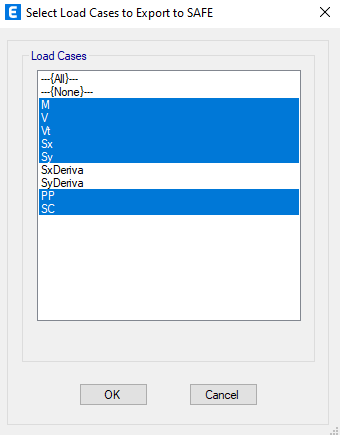 E Select Load Cases to Export to SAFE
Load Cases
---{All}---
---{None}---
M
V
Vt
Sx
Sy
SxDeriva
SyDeriva
PP
SC
OK Cancel